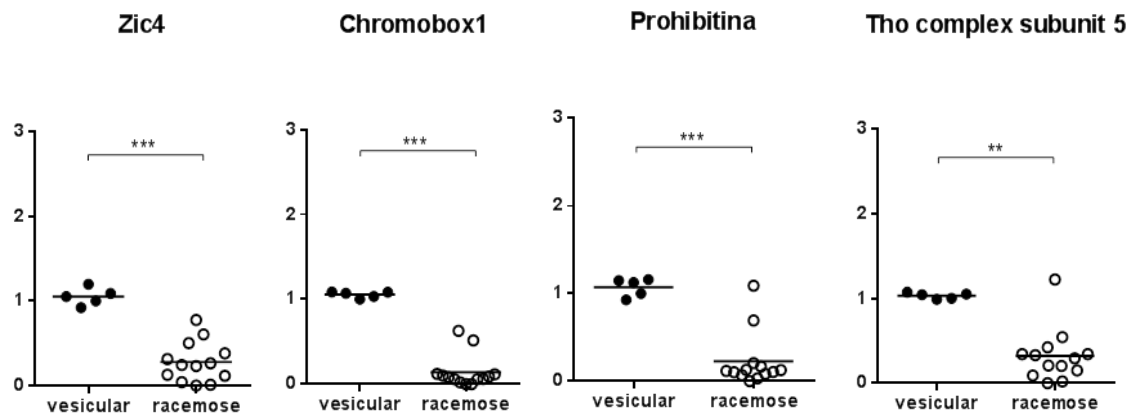 Zic4 Chromobox1 Prohibitina Tho complex subunit 5
3 3 3 3
*** *** *** **
2 2 2 2
1 1 1 1
0 0 0 0
vesicular racemose vesicular racemose vesicular racemose vesicular racemose